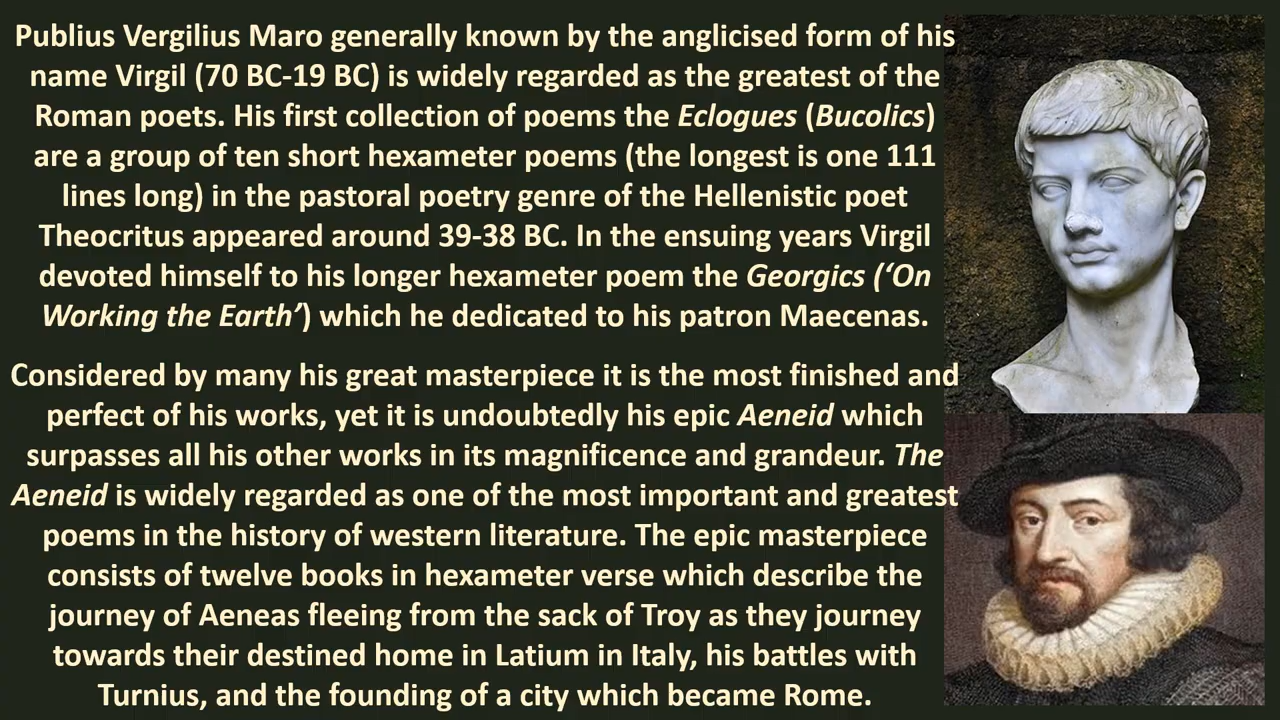 Publius Vergilius Maro generally known by the anglicised form of his
name Virgil (70 BC-19 BC) is widely regarded as the greatest of the
Roman poets. His first collection of poems the Eclogues (Bucolics)
are a group of ten short hexameter poems (the longest is one 111
lines long) in the pastoral poetry genre of the Hellenistic poet
Theocritus appeared around 39-38 BC. In the ensuing years Virgil
devoted himself to his longer hexameter poem the Georgics (‘On
Working the Earth’) which he dedicated to his patron Maecenas.
Considered by many his great masterpiece it is the most finished and
perfect of his works, yet it is undoubtedly his epic Aeneid which
surpasses all his other works in its magnificence and grandeur. The
Aeneid is widely regarded as one of the most important and greatest
poems in the history of western literature. The epic masterpiece
consists of twelve books in hexameter verse which describe the
journey of Aeneas fleeing from the sack of Troy as they journey
towards their destined home in Latium in Italy, his battles with
Turnius, and the founding of a city which became Rome.